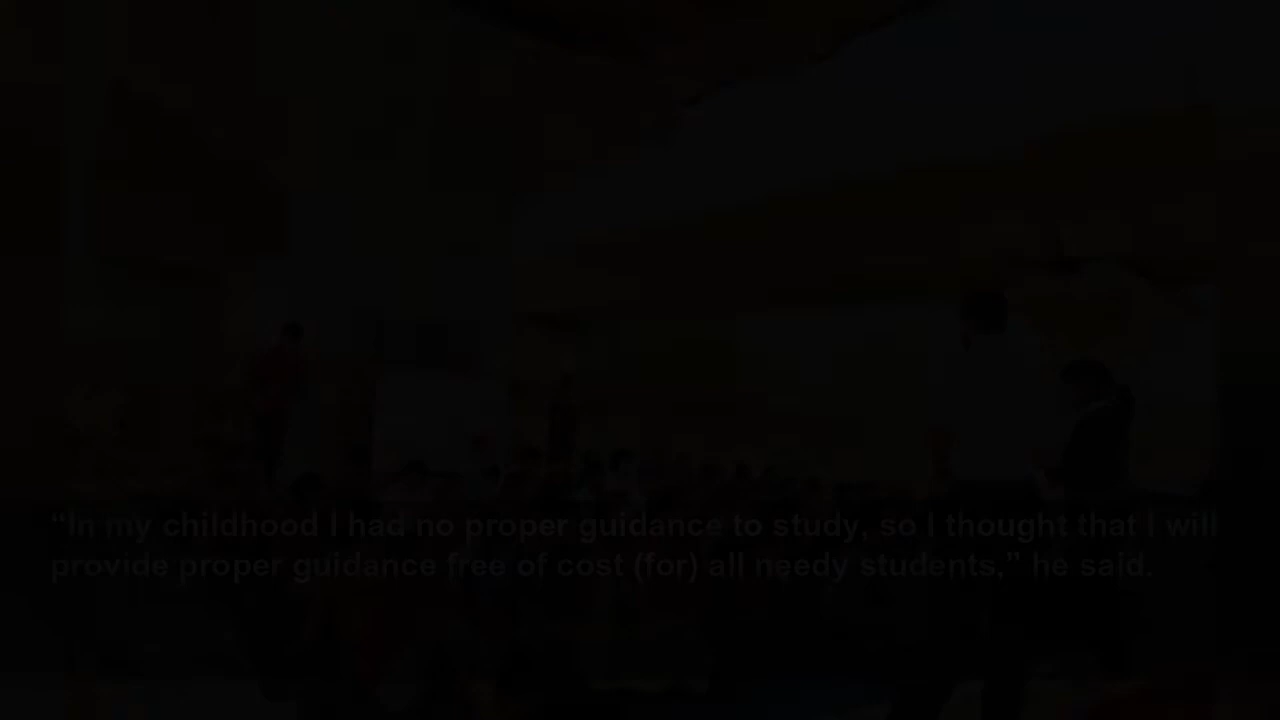 “In my childhood I had no proper guidance to study, so I thought that I will
provide proper guidance free of cost (for) all needy students,” he said.